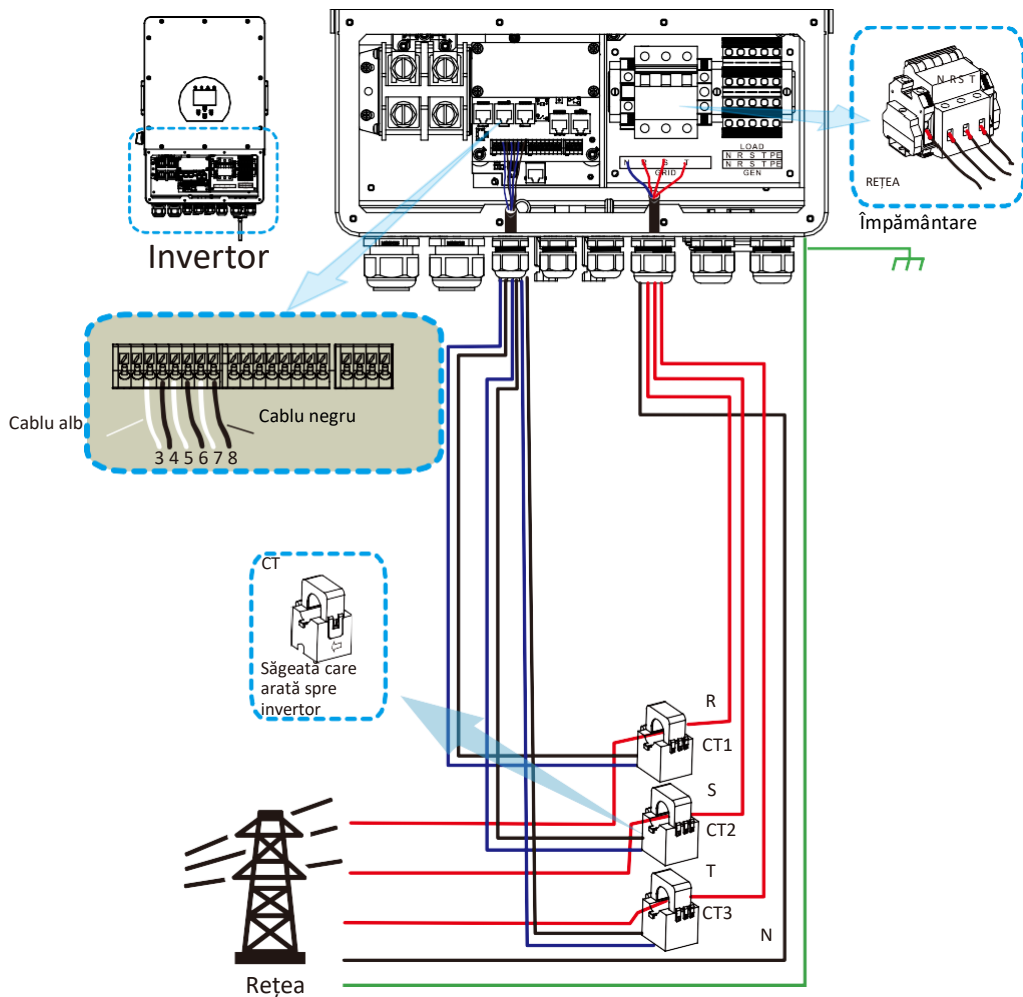 Invertor
N R S T
GRID
LOAD
N R S T PE
N R S T PE
GEN
N R S T
REȚEA
Împământare
Cablu alb
Cablu negru
3 4 5 6 7 8
CT
Săgeată care
arată spre
invertor
R
CT1
S
CT2
T
CT3
N
Rețea